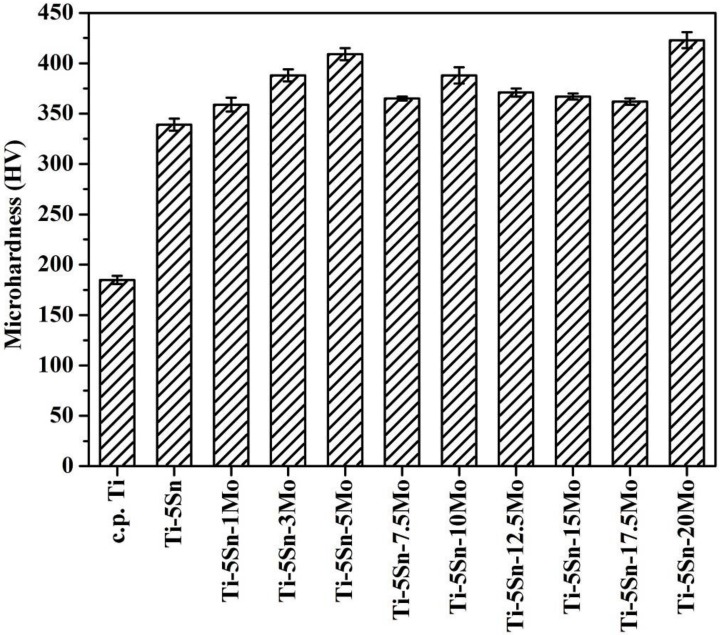 450
400
350
300
250
200
150
100
50
0
Microhardness (HV)
c.p. Ti
Ti-5Sn
Ti-5Sn-1Mo
Ti-5Sn-3Mo
Ti-5Sn-5Mo
Ti-5Sn-7.5Mo
Ti-5Sn-10Mo
Ti-5Sn-12.5Mo
Ti-5Sn-15Mo
Ti-5Sn-17.5Mo
Ti-5Sn-20Mo